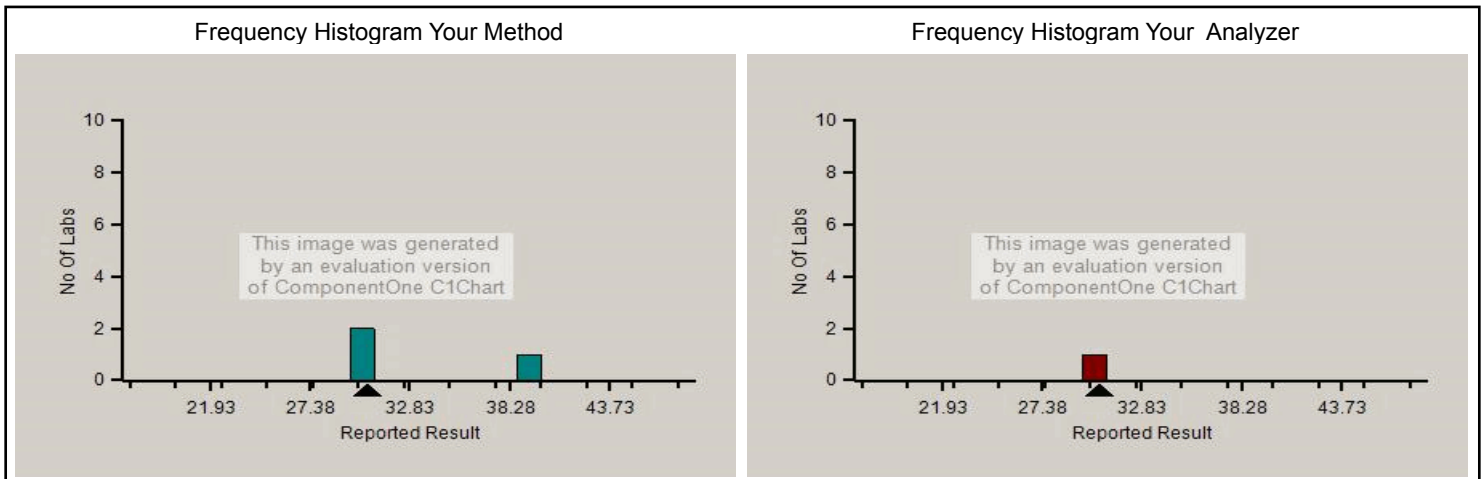 Frequency Histogram Your Method
10
8
6
4
2
0
No Of Labs
This image was generated
by an evaluation version
of ComponentOne C1Chart
21.93 27.38 32.83 38.28 43.73
Reported Result
Frequency Histogram Your Analyzer
10
8
6
4
2
0
No Of Labs
This image was generated
by an evaluation version
of ComponentOne C1Chart
21.93 27.38 32.83 38.28 43.73
Reported Result